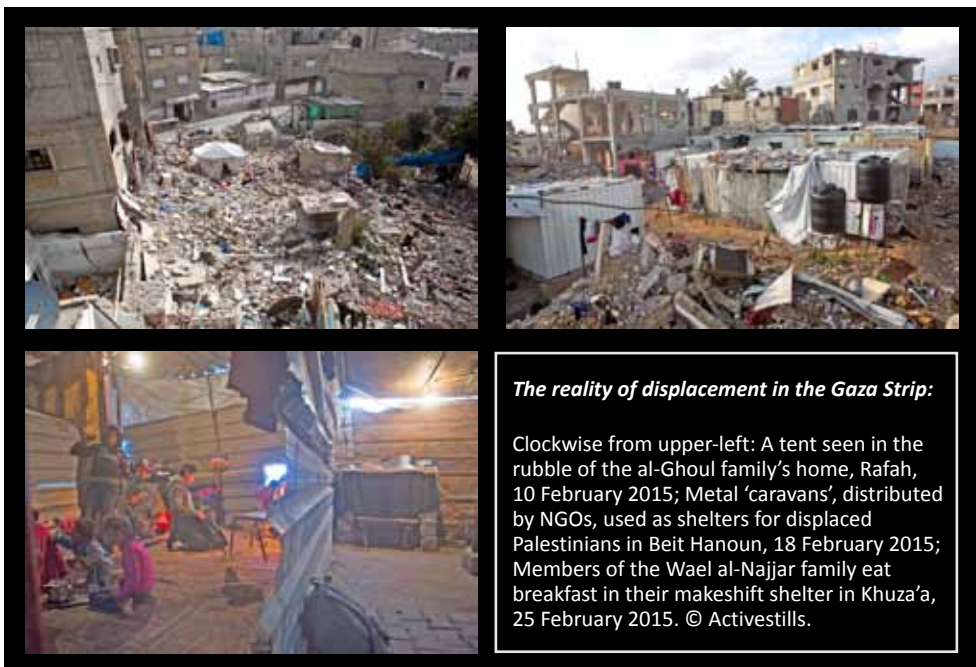 The reality of displacement in the Gaza Strip:
Clockwise from upper-left: A tent seen in the
rubble of the al-Ghoul family’s home, Rafah,
10 February 2015; Metal ‘caravans’, distributed
by NGOs, used as shelters for displaced
Palestinians in Beit Hanoun, 18 February 2015;
Members of the Wael al-Najjar family eat
breakfast in their makeshift shelter in Khuza’a,
25 February 2015. © Activestills.